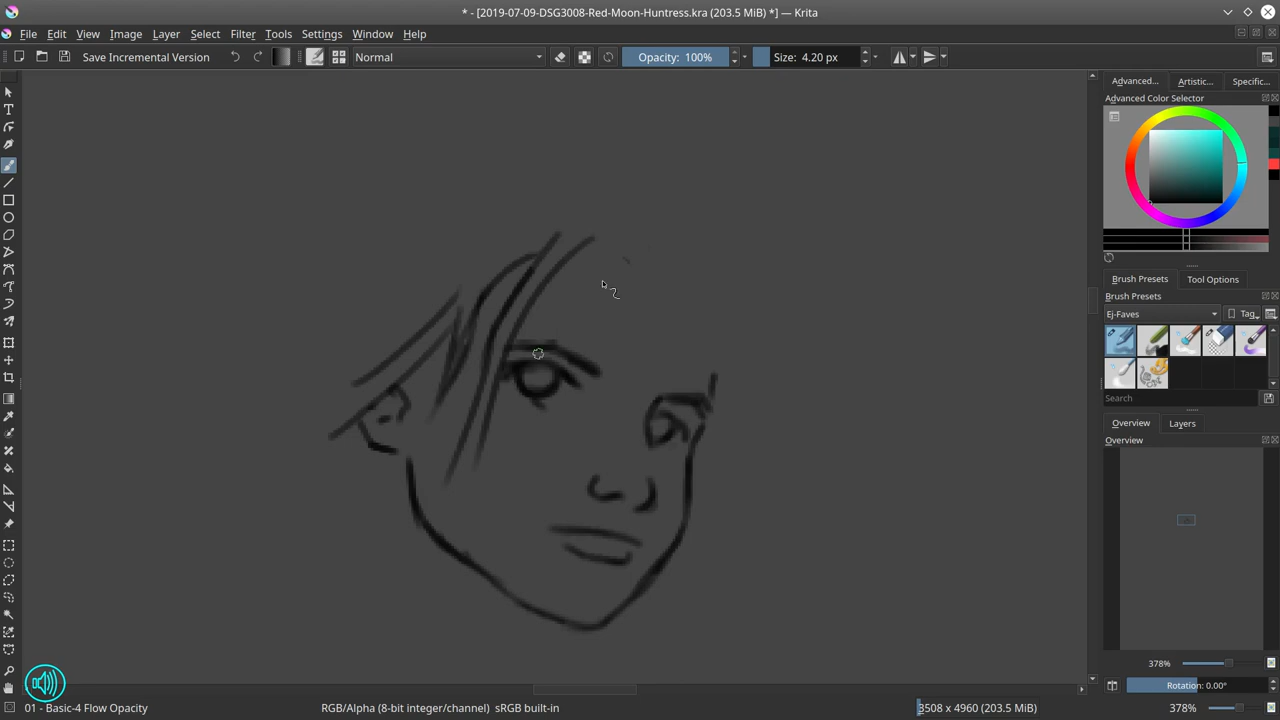 * - [2019-07-09-DSG3008-Red-Moon-Huntress.kra (203.5 MiB) *] — Krita
File Edit View Image Layer Select Filter Tools Settings Window Help
Save Incremental Version Normal Opacity: 100% Size: 4.20 px
Advanced... Artistic... Specific...
Advanced Color Selector
Brush Presets Tool Options
Brush Presets
Ej-Faves Tag
Search
Overview Layers
Overview
378%
Rotation: 0.00°
01 - Basic-4 Flow Opacity RGB/Alpha (8-bit integer/channel) sRGB built-in 3508 x 4960 (203.5 MiB) 378%